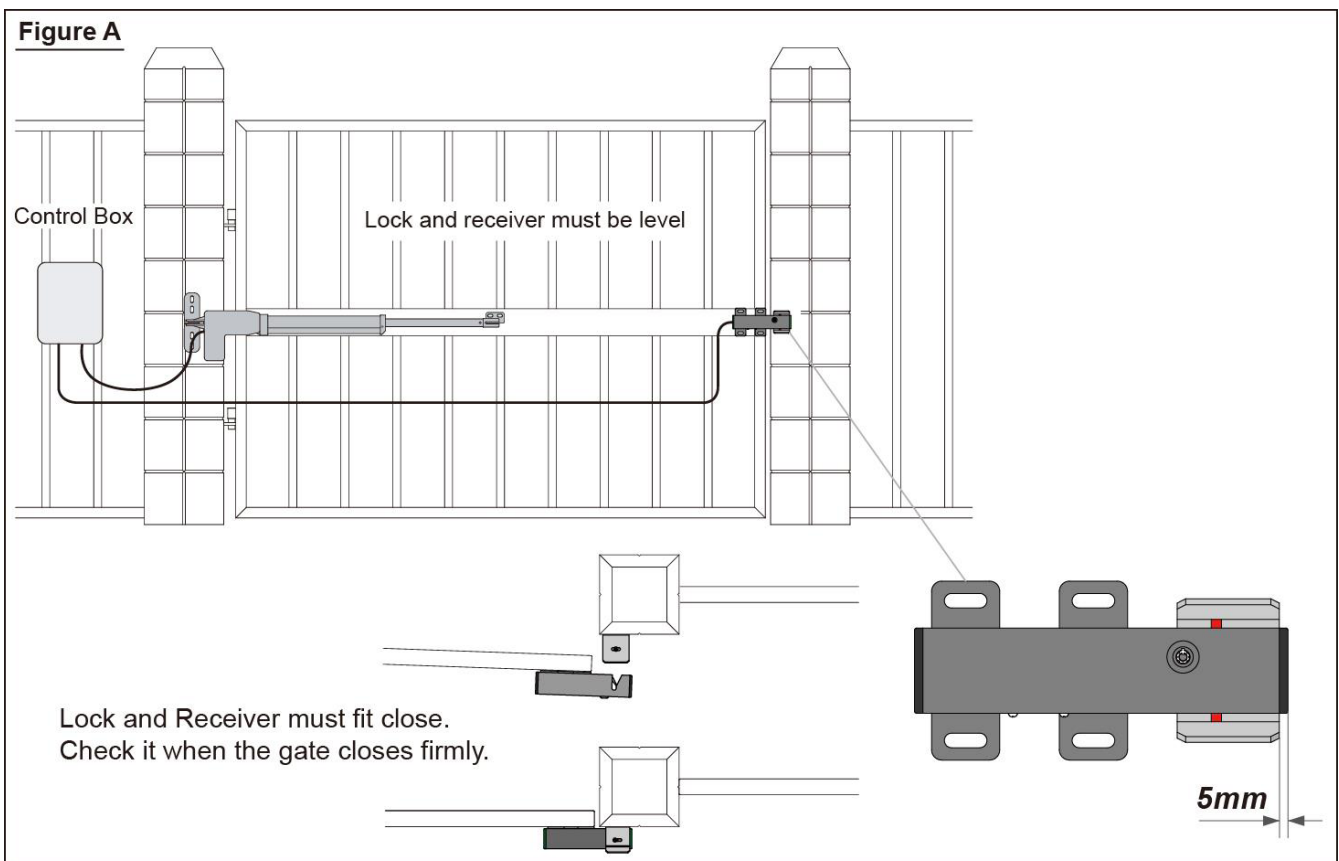 Figure A
Control Box
Lock and receiver must be level
Lock and Receiver must fit close.
Check it when the gate closes firmly.
5mm